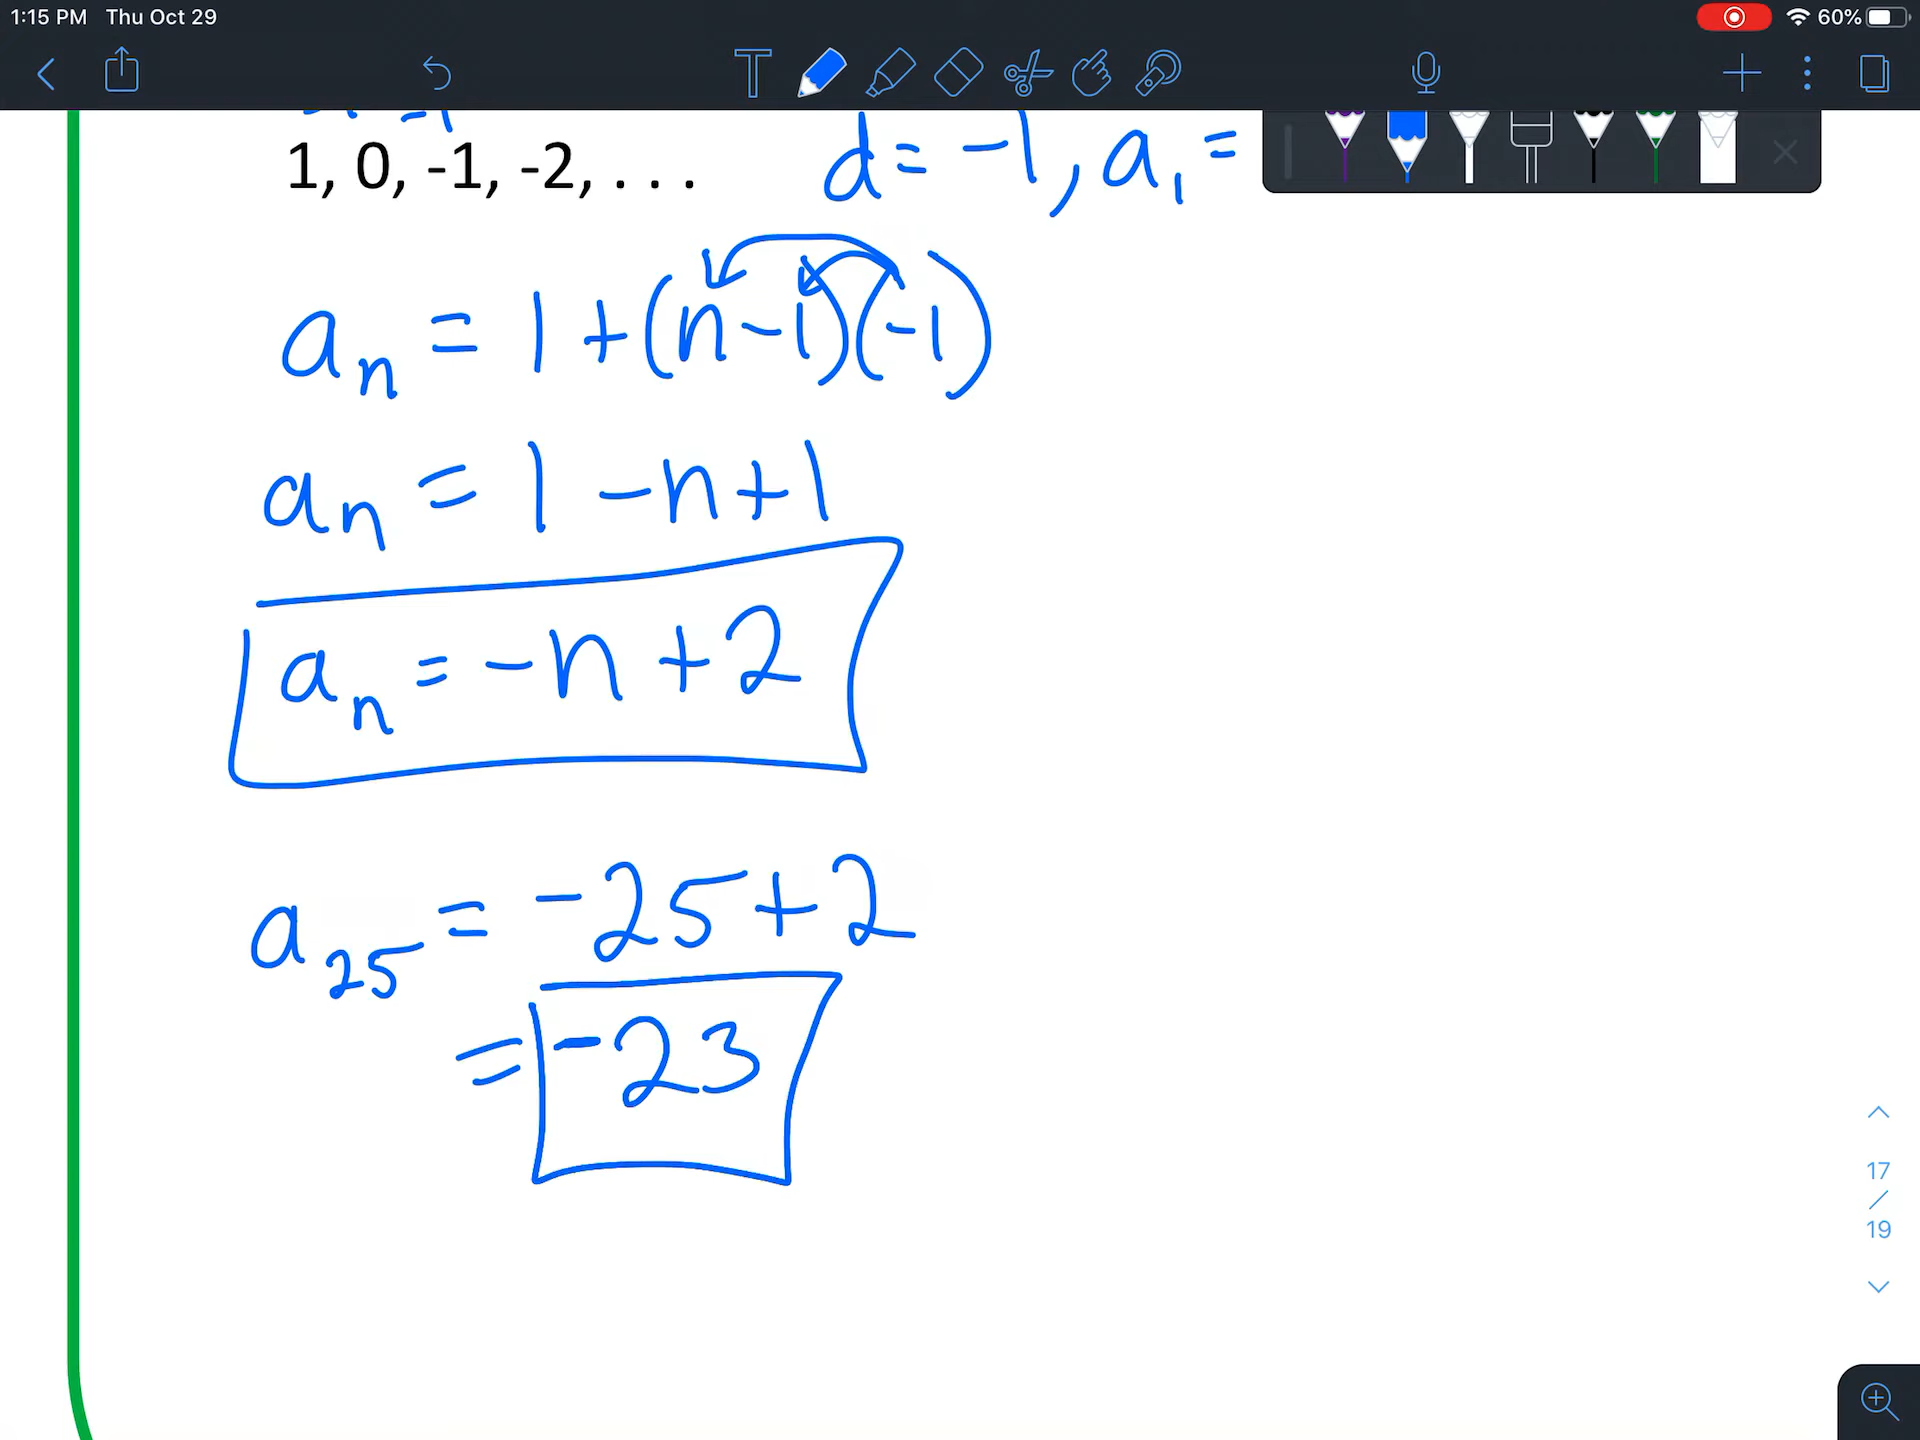 1:15 PM Thu Oct 29
60%
T
-1
1, 0, -1, -2, . . .
d = -1, a₁ =
aₙ = 1 + (n - 1)(-1)
aₙ = 1 - n + 1
aₙ = -n + 2
a₂₅ = -25 + 2
= -23
17
/
19